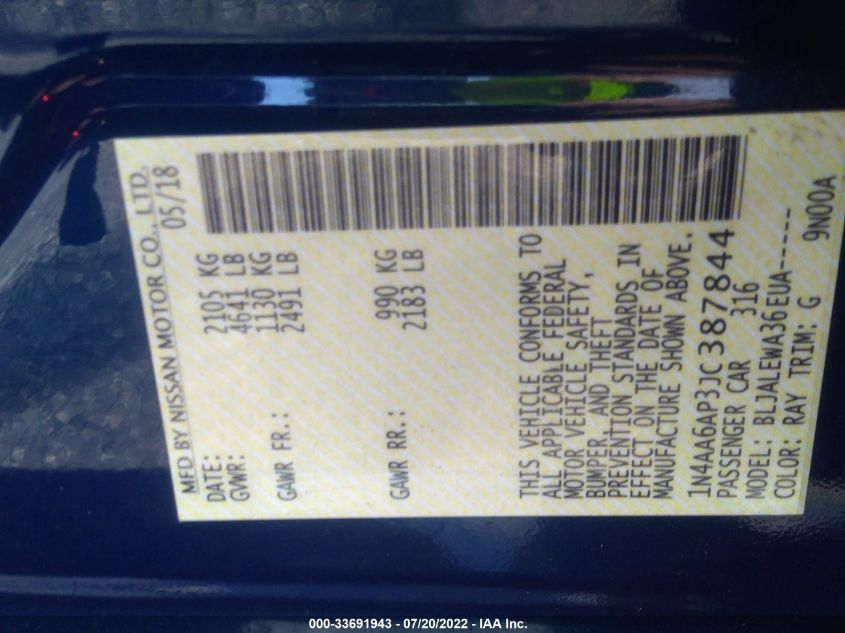 MFD BY NISSAN MOTOR CO., LTD.
DATE: 05/18
GVWR: 2105 KG
4641 LB
GAWR FR.: 1130 KG
2491 LB
GAWR RR.: 990 KG
2183 LB
THIS VEHICLE CONFORMS TO
ALL APPLICABLE FEDERAL
MOTOR VEHICLE SAFETY,
BUMPER, AND THEFT
PREVENTION STANDARDS IN
EFFECT ON THE DATE OF
MANUFACTURE SHOWN ABOVE.
1N4AA6AP3JC387844
PASSENGER CAR 316
MODEL: BLJALEWA36EUA-----
COLOR: RAY TRIM: G 9N00A
000-33691943 - 07/20/2022 - IAA Inc.